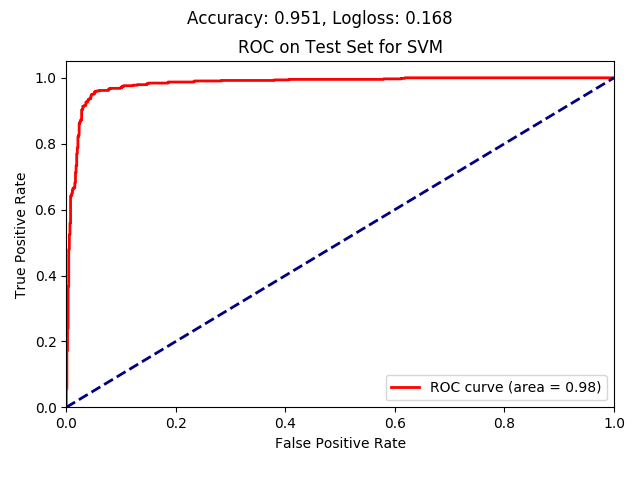 Accuracy: 0.951, Logloss: 0.168
ROC on Test Set for SVM
1.0
0.8
0.6
0.4
0.2
0.0
True Positive Rate
ROC curve (area = 0.98)
0.0 0.2 0.4 0.6 0.8 1.0
False Positive Rate